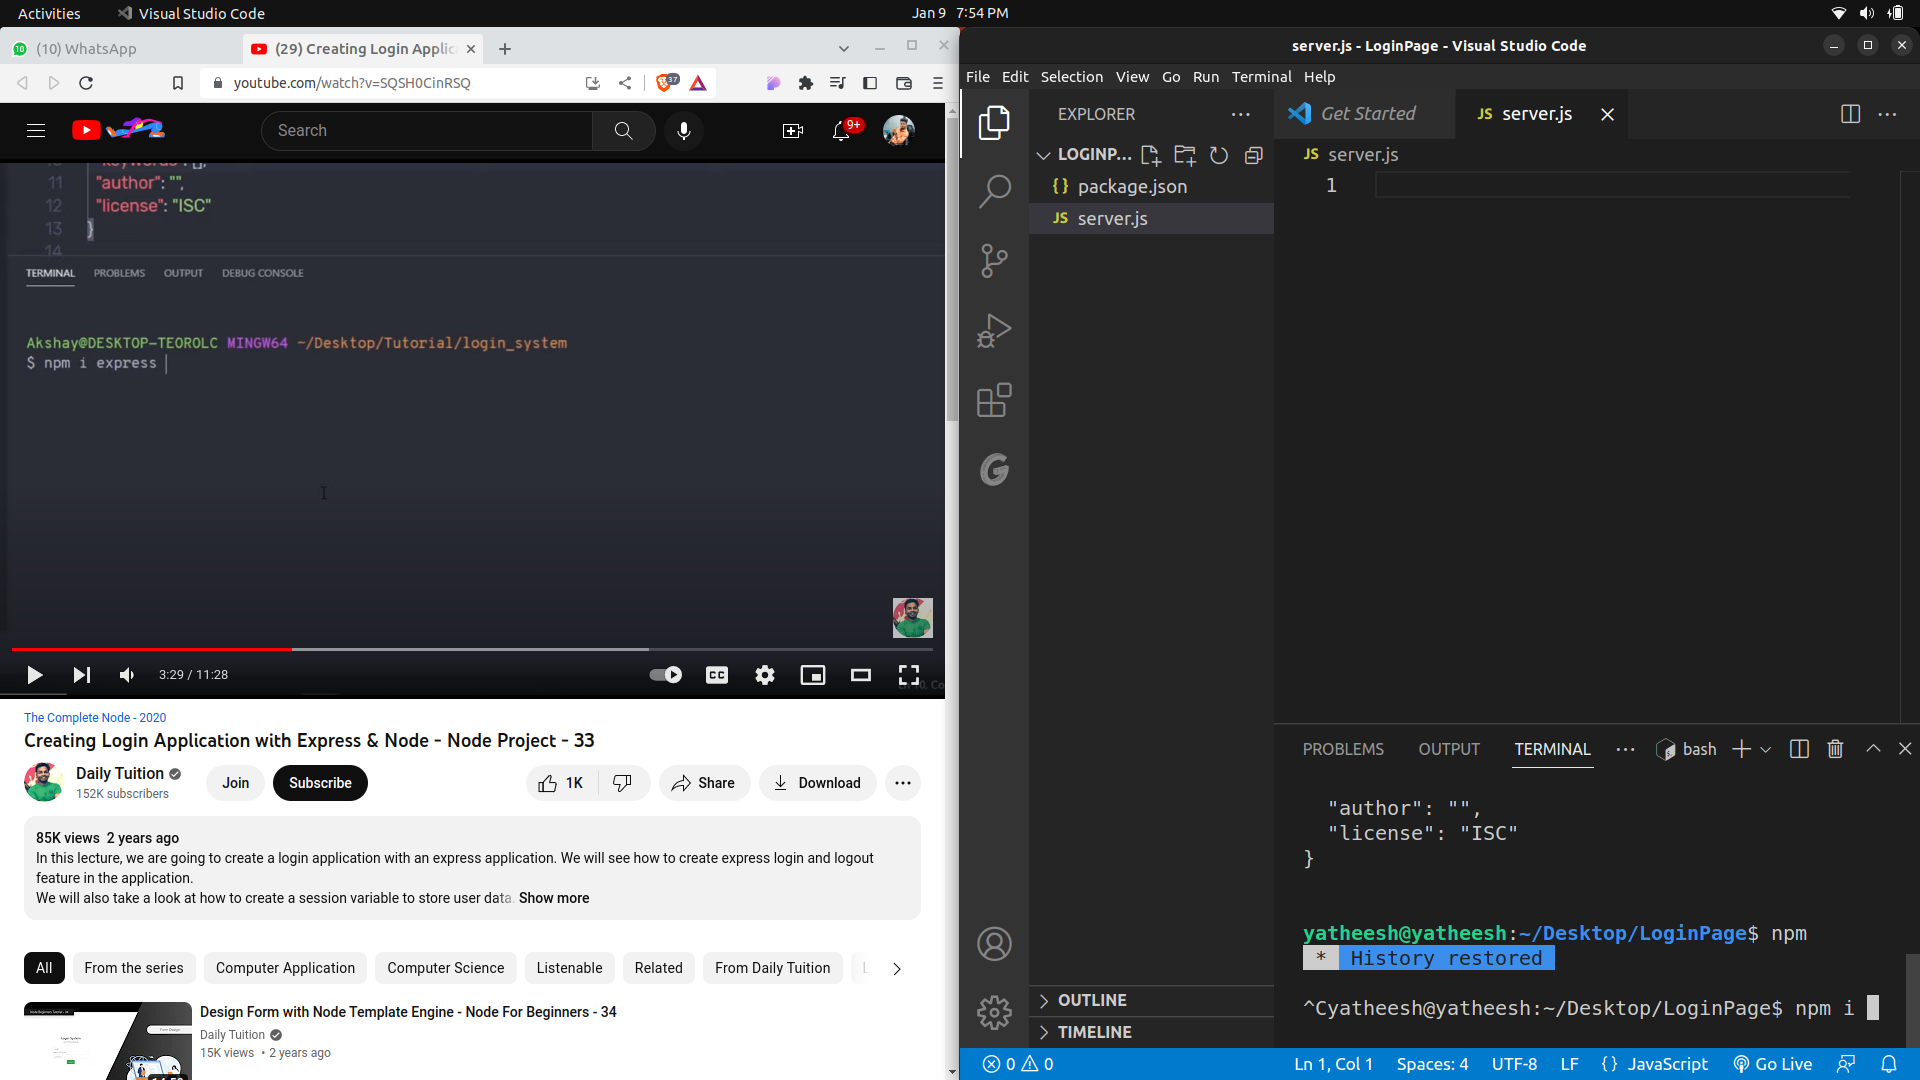 Activities
Visual Studio Code
Jan 9 7:54 PM
10
(10) WhatsApp
(29) Creating Login Applic
youtube.com/watch?v=SQSH0CinRSQ
37
Search
9+
"keywords": [],
11 "author": "",
12 "license": "ISC"
13 }
14
TERMINAL PROBLEMS OUTPUT DEBUG CONSOLE
Akshay@DESKTOP-TEOROLC MINGW64 ~/Desktop/Tutorial/login_system
$ npm i express
3:29 / 11:28
CC
The Complete Node - 2020
Creating Login Application with Express & Node - Node Project - 33
Daily Tuition
152K subscribers
Join
Subscribe
1K
Share
Download
85K views 2 years ago
In this lecture, we are going to create a login application with an express application. We will see how to create express login and logout
feature in the application.
We will also take a look at how to create a session variable to store user data. Show more
All
From the series
Computer Application
Computer Science
Listenable
Related
From Daily Tuition
Design Form with Node Template Engine - Node For Beginners - 34
Daily Tuition
15K views • 2 years ago
server.js - LoginPage - Visual Studio Code
File Edit Selection View Go Run Terminal Help
EXPLORER
LOGINP...
{} package.json
JS server.js
OUTLINE
TIMELINE
Get Started
JS server.js
JS server.js
1
PROBLEMS OUTPUT TERMINAL
bash
"author": "",
"license": "ISC"
}
yatheesh@yatheesh:~/Desktop/LoginPage$ npm
* History restored
^Cyatheesh@yatheesh:~/Desktop/LoginPage$ npm i
0 0
Ln 1, Col 1 Spaces: 4 UTF-8 LF {} JavaScript Go Live